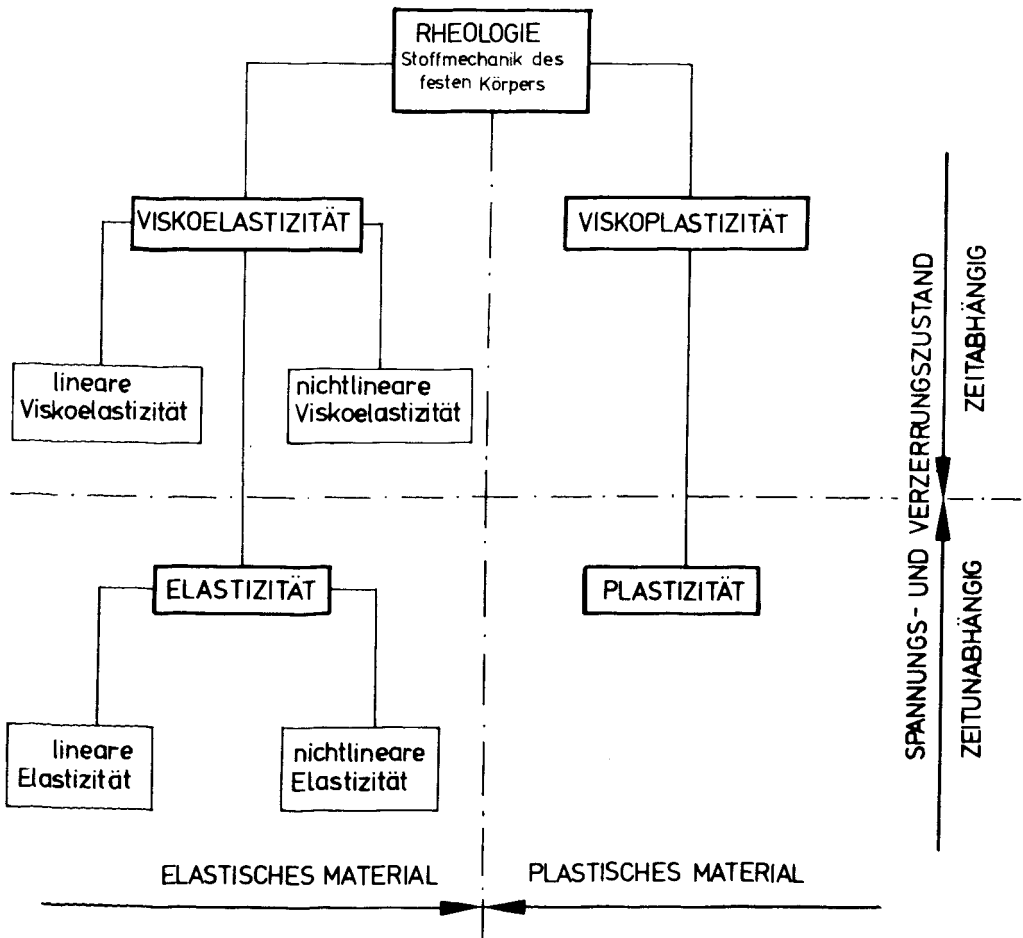 RHEOLOGIE
Stoffmechanik des
festen Körpers
VISKOELASTIZITÄT
VISKOPLASTIZITÄT
lineare
Viskoelastizität
nichtlineare
Viskoelastizität
ELASTIZITÄT
PLASTIZITÄT
lineare
Elastizität
nichtlineare
Elastizität
SPANNUNGS- UND VERZERRUNGSZUSTAND
ZEITABHÄNGIG
ZEITUNABHÄNGIG
ELASTISCHES MATERIAL
PLASTISCHES MATERIAL